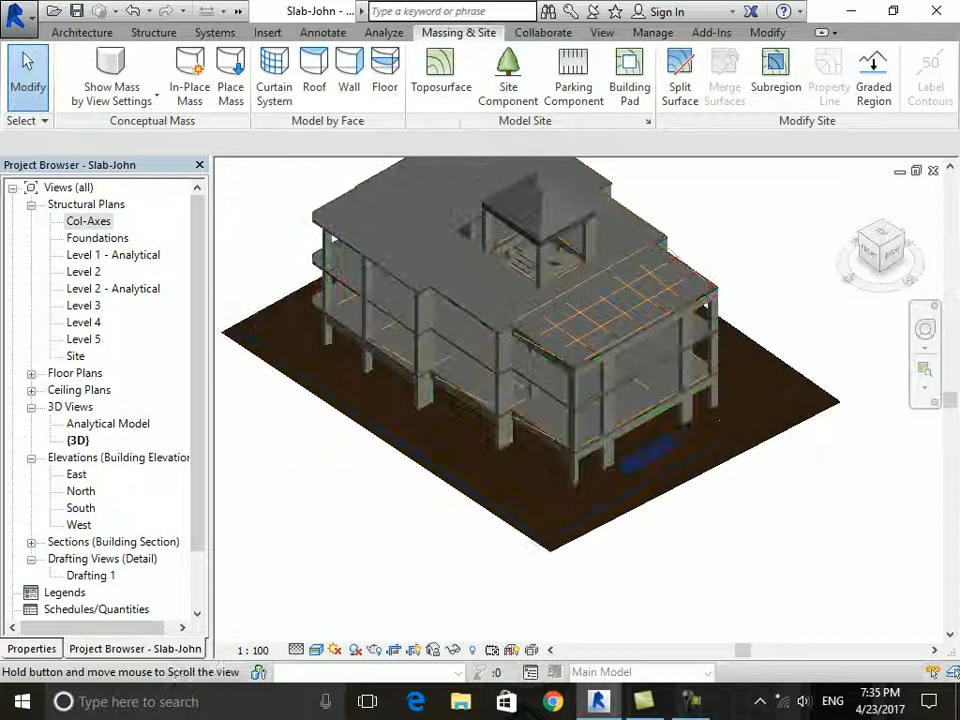 Slab-John - ...
Type a keyword or phrase
Sign In
Architecture
Structure
Systems
Insert
Annotate
Analyze
Massing & Site
Collaborate
View
Manage
Add-Ins
Modify
Modify
Show Mass
by View Settings
In-Place
Mass
Place
Mass
Curtain
System
Roof
Wall
Floor
Toposurface
Site
Component
Parking
Component
Building
Pad
Split
Surface
Merge
Surfaces
Subregion
Property
Line
Graded
Region
Label
Contours
Select
Conceptual Mass
Model by Face
Model Site
Modify Site
Project Browser - Slab-John
Views (all)
Structural Plans
Col-Axes
Foundations
Level 1 - Analytical
Level 2
Level 2 - Analytical
Level 3
Level 4
Level 5
Site
Floor Plans
Ceiling Plans
3D Views
Analytical Model
{3D}
Elevations (Building Elevation
East
North
South
West
Sections (Building Section)
Drafting Views (Detail)
Drafting 1
Legends
Schedules/Quantities
FRONT
RIGHT
Properties
Project Browser - Slab-John
1 : 100
Hold button and move mouse to Scroll the view
:0
Main Model
Type here to search
ENG
7:35 PM
4/23/2017